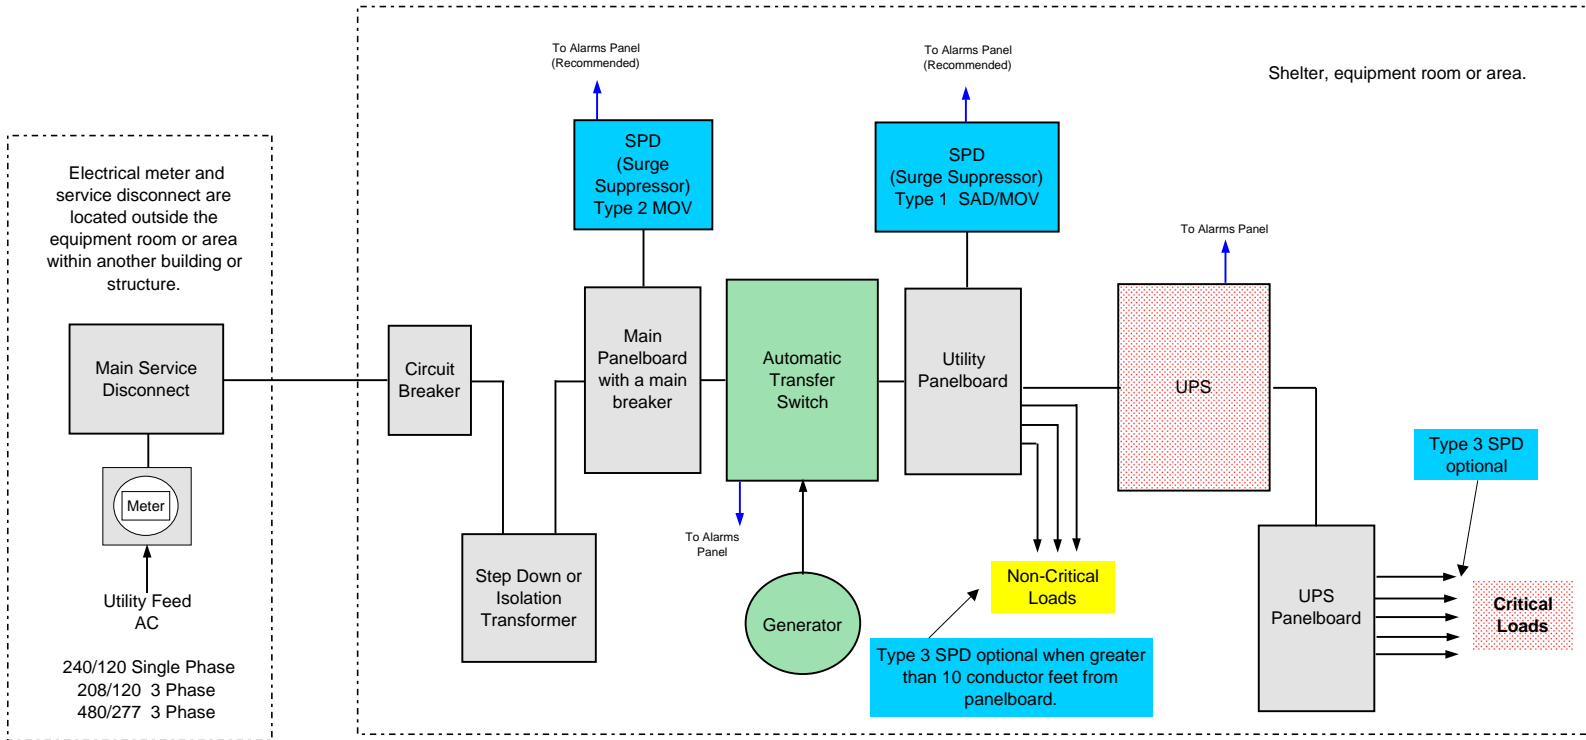 To Alarms Panel
(Recommended)
To Alarms Panel
(Recommended)
Shelter, equipment room or area.
SPD
(Surge
Suppressor)
Type 2 MOV
SPD
(Surge Suppressor)
Type 1  SAD/MOV
Electrical meter and
service disconnect are
located outside the
equipment room or area
within another building or
structure.
To Alarms Panel
Main Service
Disconnect
Circuit
Breaker
Main
Panelboard
with a main
breaker
Automatic
Transfer
Switch
Utility
Panelboard
UPS
Type 3 SPD
optional
Meter
To Alarms
Panel
Step Down or
Isolation
Transformer
Non-Critical
Loads
Generator
UPS
Panelboard
Critical
Loads
Utility Feed
AC
Type 3 SPD optional when greater
than 10 conductor feet from
panelboard.
240/120 Single Phase
208/120  3 Phase
480/277  3 Phase